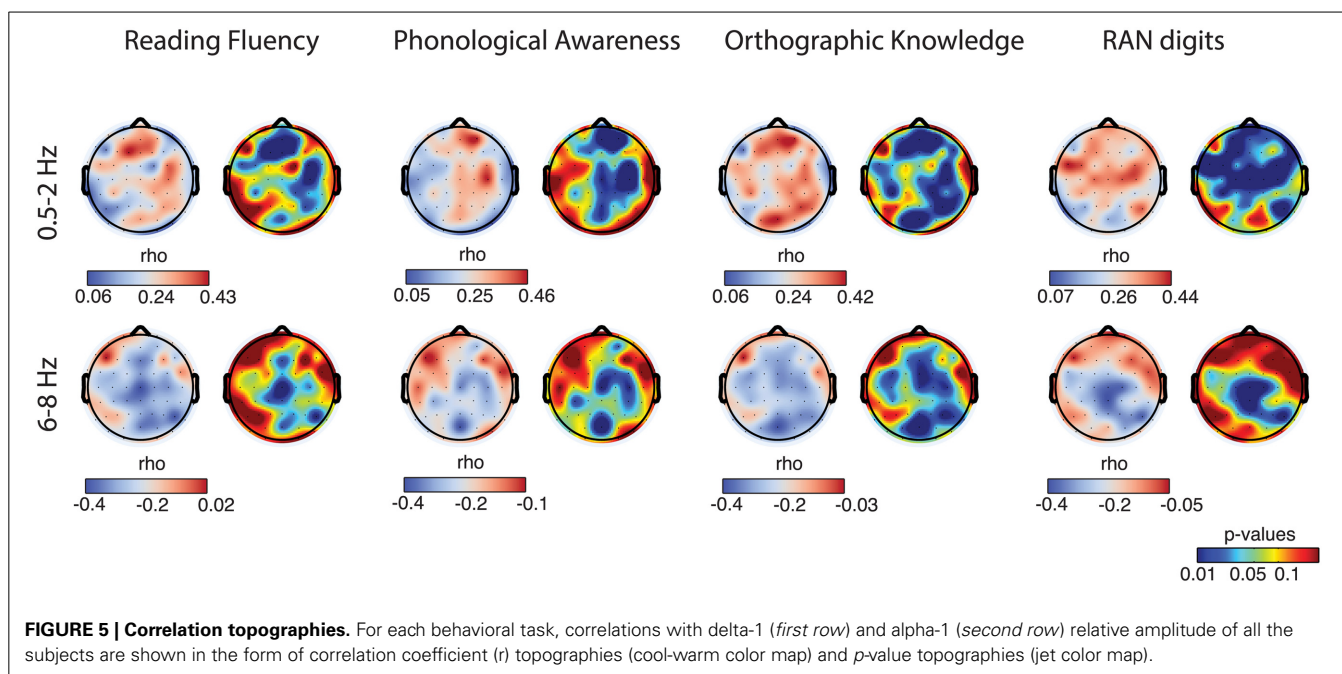 Reading Fluency Phonological Awareness Orthographic Knowledge RAN digits
0.5-2 Hz
rho rho rho rho
0.06 0.24 0.43 0.05 0.25 0.46 0.06 0.24 0.42 0.07 0.26 0.44
6-8 Hz
rho rho rho rho
-0.4 -0.2 0.02 -0.4 -0.2 -0.1 -0.4 -0.2 -0.03 -0.4 -0.2 -0.05
p-values
0.01 0.05 0.1
FIGURE 5 | Correlation topographies. For each behavioral task, correlations with delta-1 (first row) and alpha-1 (second row) relative amplitude of all the
subjects are shown in the form of correlation coefficient (r) topographies (cool-warm color map) and p-value topographies (jet color map).